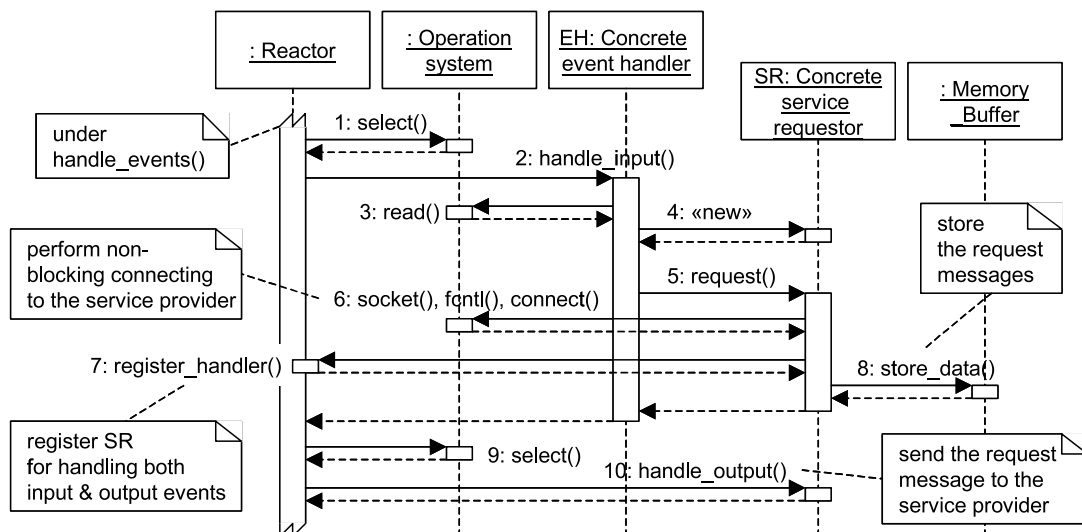 : Reactor
: Operation
system
EH: Concrete
event handler
SR: Concrete
service
requestor
: Memory
_Buffer
under
handle_events()
1: select()
2: handle_input()
3: read()
4: «new»
store
the request
messages
perform non-
blocking connecting
to the service provider
5: request()
6: socket(), fcntl(), connect()
7: register_handler()
8: store_data()
register SR
for handling both
input & output events
9: select()
10: handle_output()
send the request
message to the
service provider